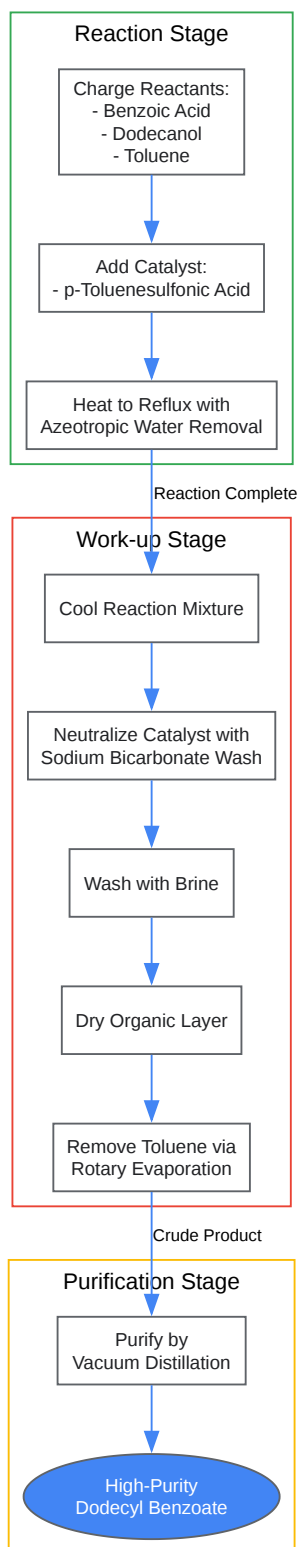 Reaction Stage
Charge Reactants:
- Benzoic Acid
- Dodecanol
- Toluene
Add Catalyst:
- p-Toluenesulfonic Acid
Heat to Reflux with
Azeotropic Water Removal
Reaction Complete
Work-up Stage
Cool Reaction Mixture
Neutralize Catalyst with
Sodium Bicarbonate Wash
Wash with Brine
Dry Organic Layer
Remove Toluene via
Rotary Evaporation
Crude Product
Purification Stage
Purify by
Vacuum Distillation
High-Purity
Dodecyl Benzoate